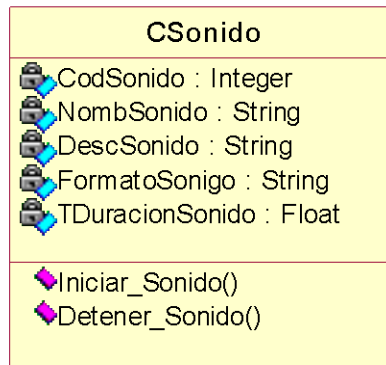 CSonido
CodSonido : Integer
NombSonido : String
DescSonido : String
FormatoSonigo : String
TDuracionSonido : Float
Iniciar_Sonido()
Detener_Sonido()